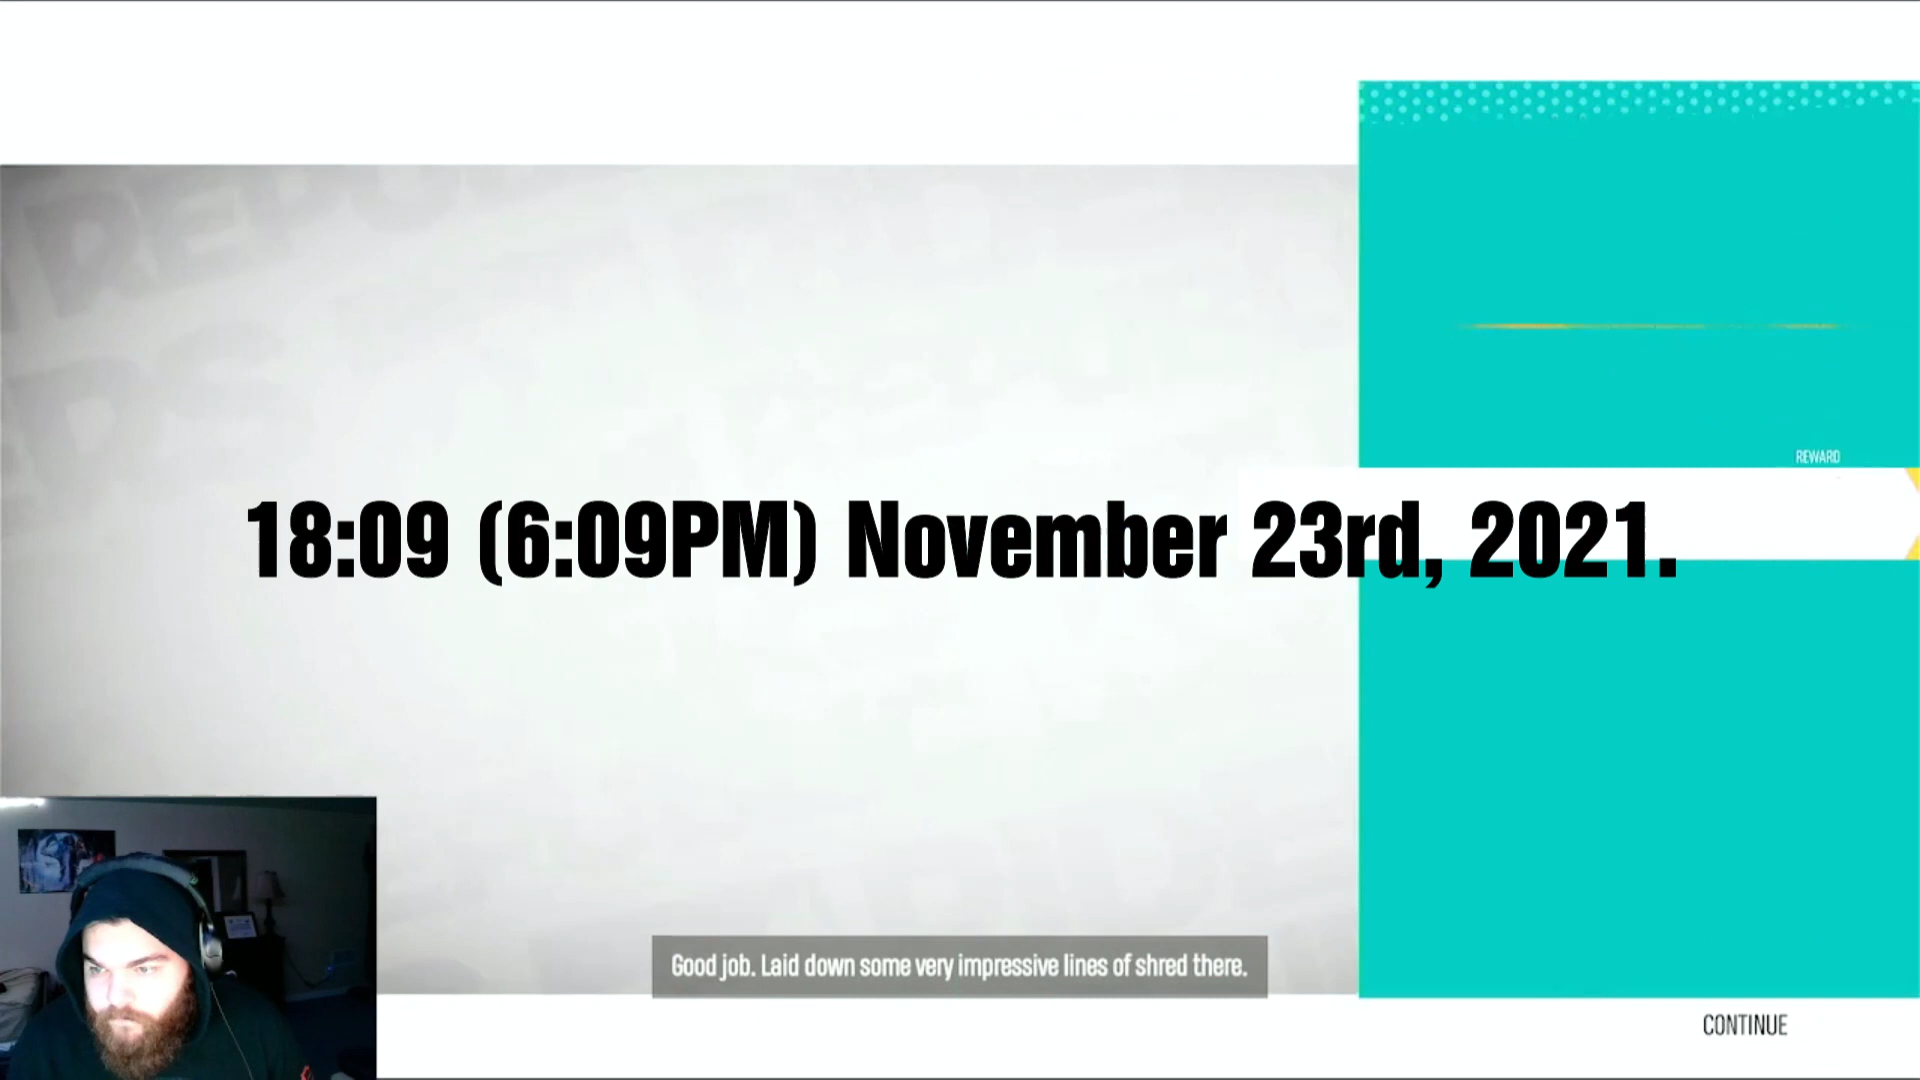 REWARD
18:09 (6:09PM) November 23rd, 2021.
Good job. Laid down some very impressive lines of shred there.
CONTINUE